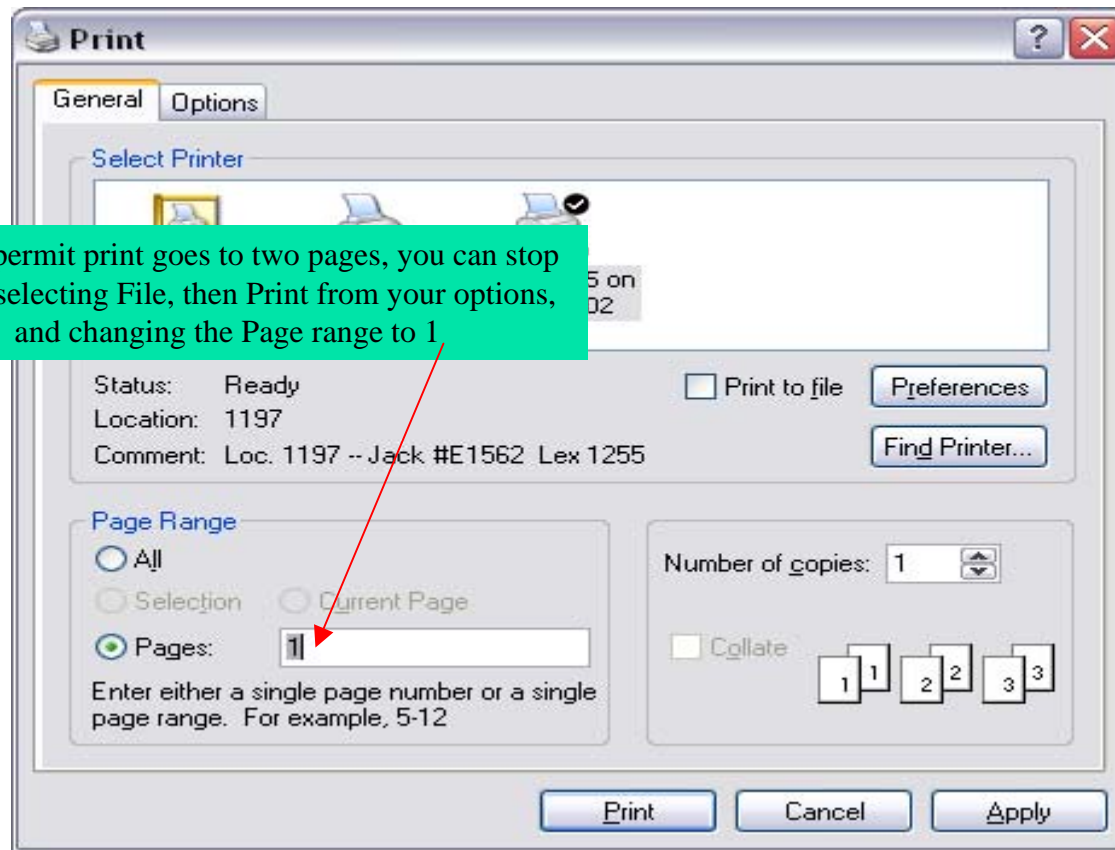 Print
General Options
Select Printer
permit print goes to two pages, you can stop
selecting File, then Print from your options,
and changing the Page range to 1
5 on
02
Status: Ready
Print to file Preferences
Location: 1197
Comment: Loc. 1197 -- Jack #E1562 Lex 1255
Find Printer...
Page Range
All
Selection Current Page
Pages: 1
Enter either a single page number or a single
page range. For example, 5-12
Number of copies: 1
Collate
1 1 2 2 3 3
Print Cancel Apply